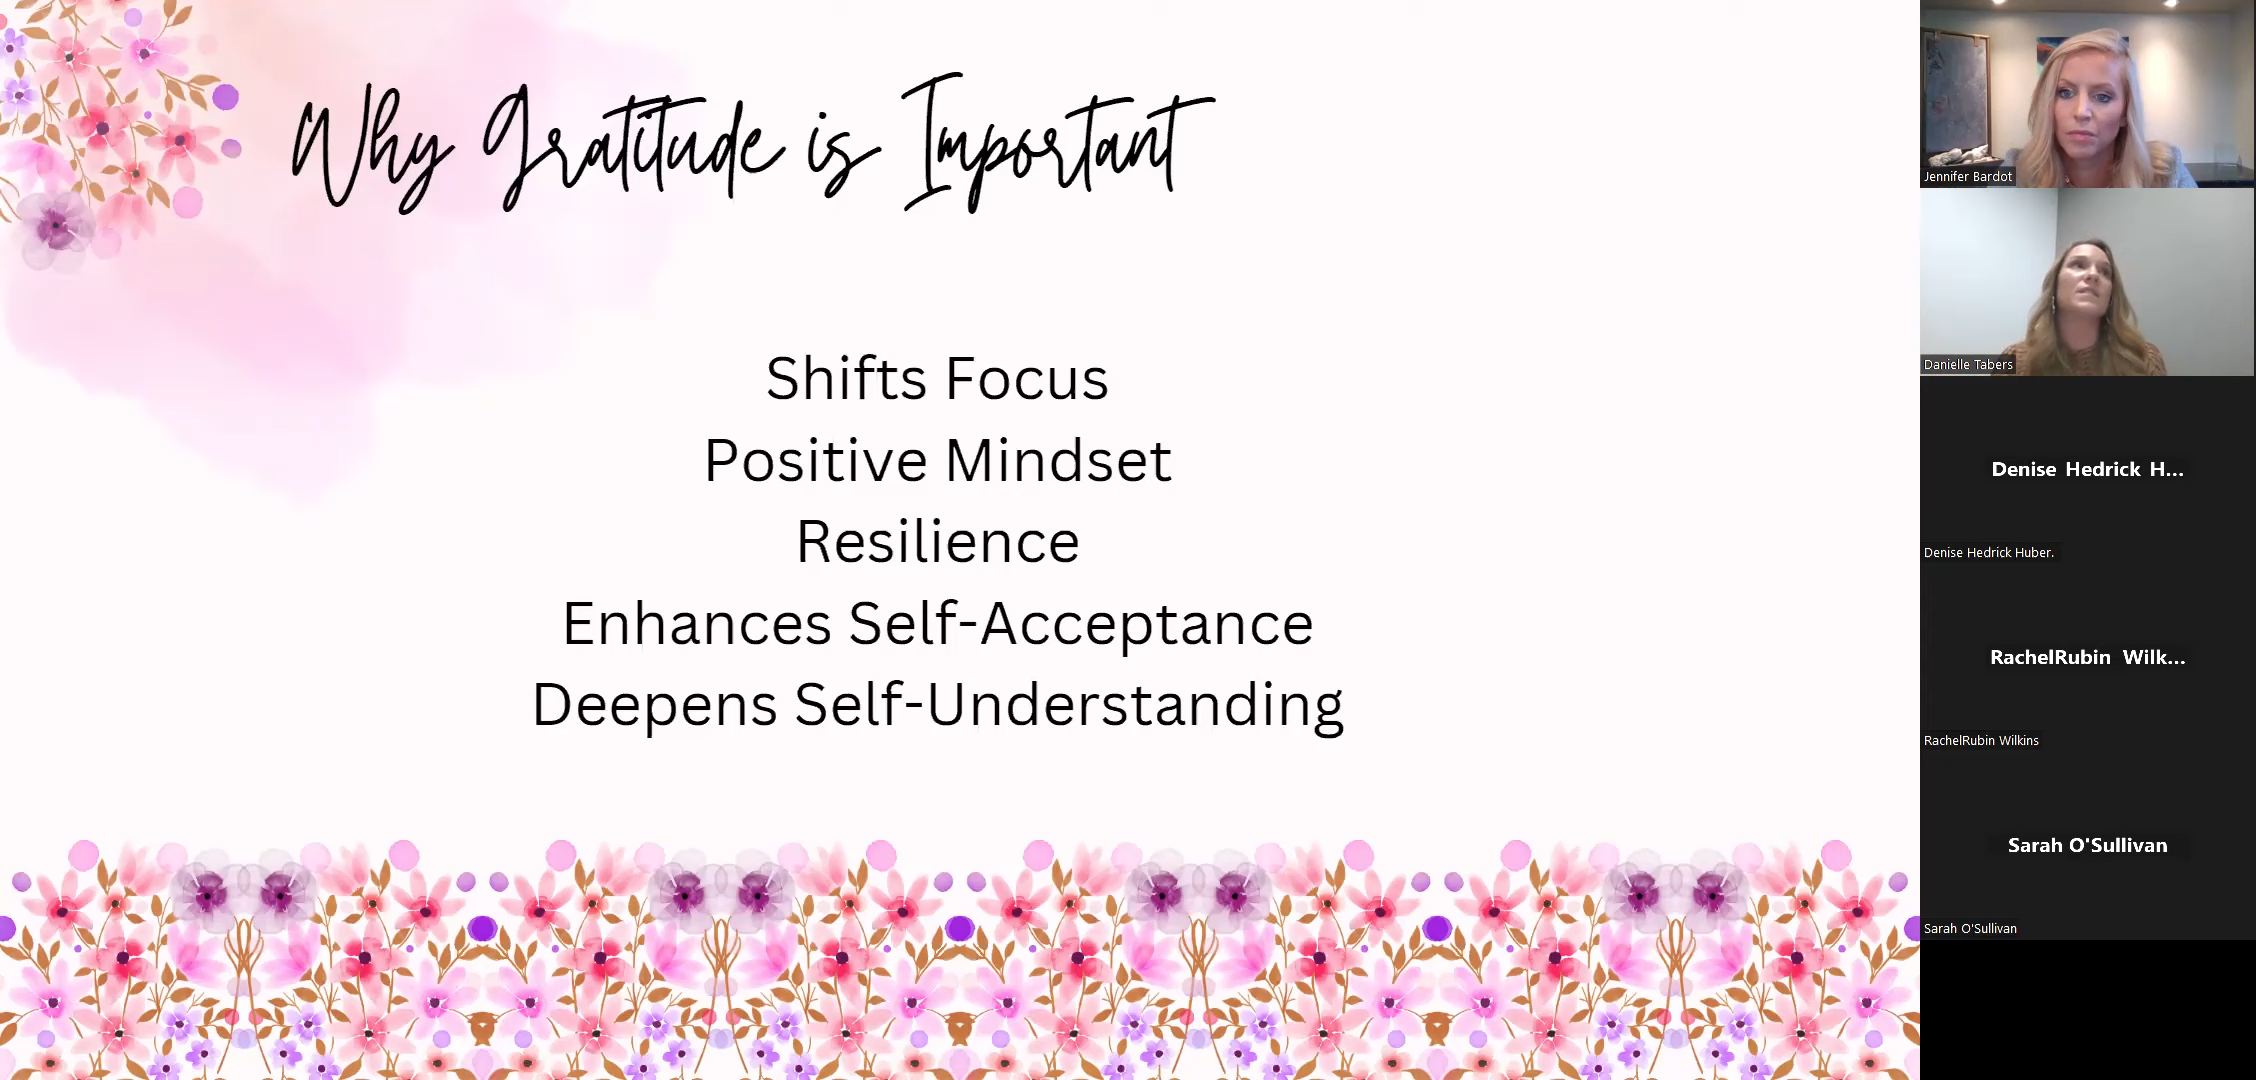 Why Gratitude is Important
Shifts Focus
Positive Mindset
Resilience
Enhances Self-Acceptance
Deepens Self-Understanding
Jennifer Bardot
Danielle Tabers
Denise Hedrick H...
Denise Hedrick Huber.
RachelRubin Wilk...
RachelRubin Wilkins
Sarah O'Sullivan
Sarah O'Sullivan